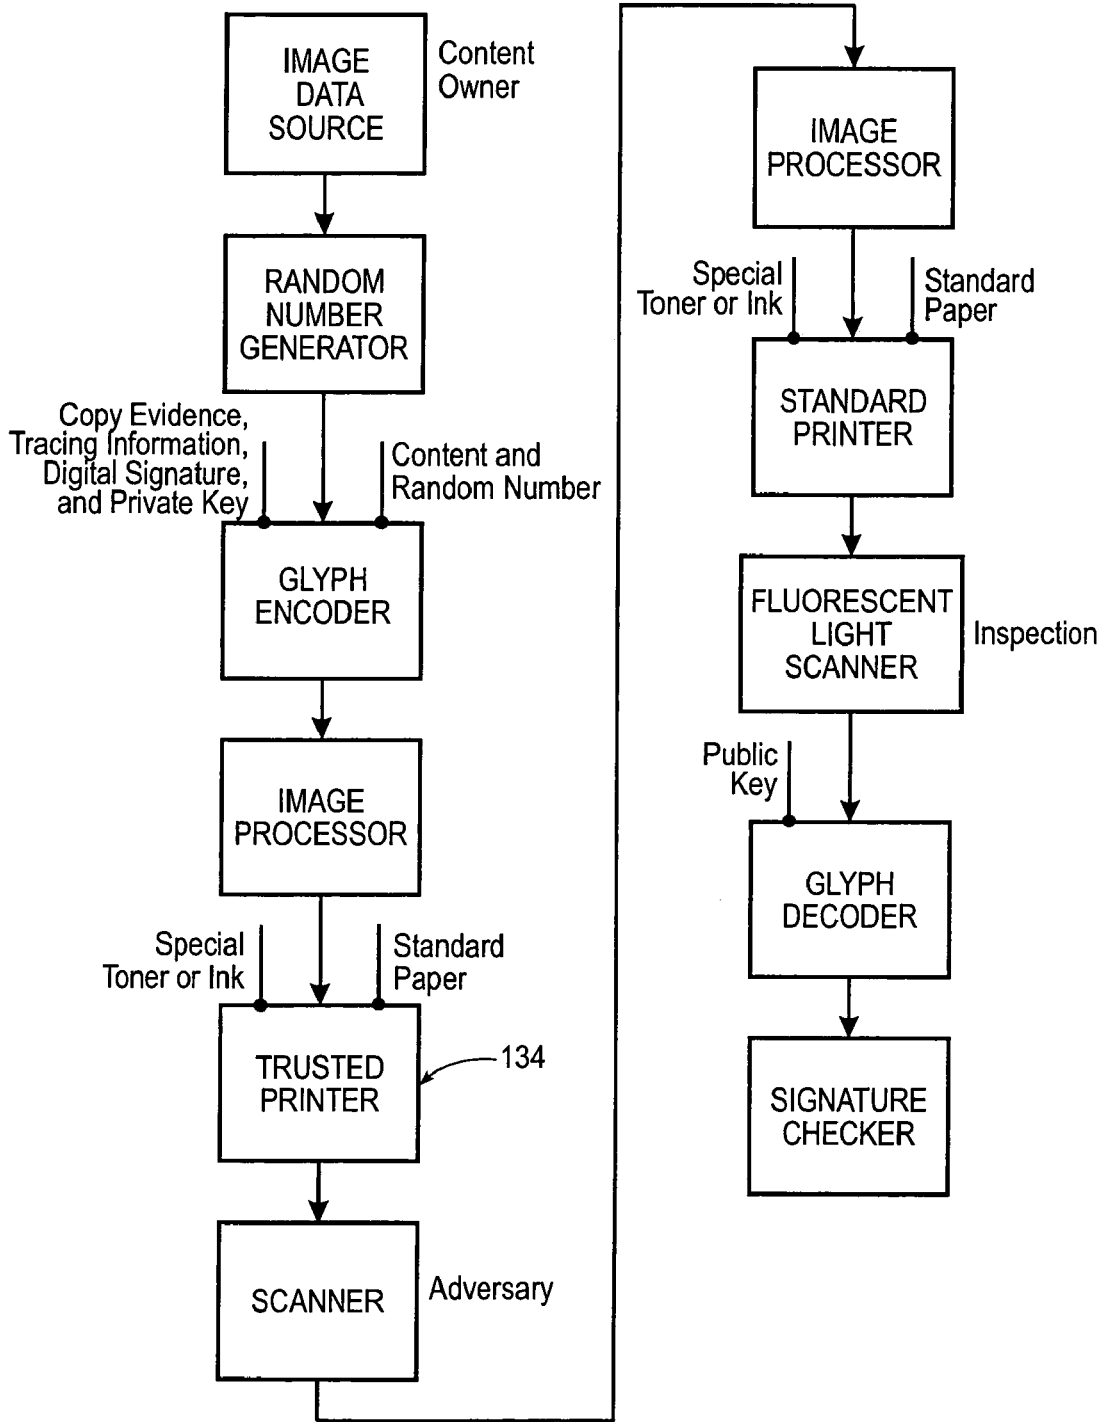 IMAGE
DATA
SOURCE
Content
Owner
RANDOM
NUMBER
GENERATOR
Copy Evidence,
Tracing Information,
Digital Signature,
and Private Key
Content and
Random Number
GLYPH
ENCODER
IMAGE
PROCESSOR
Special
Toner or Ink
Standard
Paper
TRUSTED
PRINTER
134
SCANNER
Adversary
IMAGE
PROCESSOR
Special
Toner or Ink
Standard
Paper
STANDARD
PRINTER
FLUORESCENT
LIGHT
SCANNER
Inspection
Public
Key
GLYPH
DECODER
SIGNATURE
CHECKER